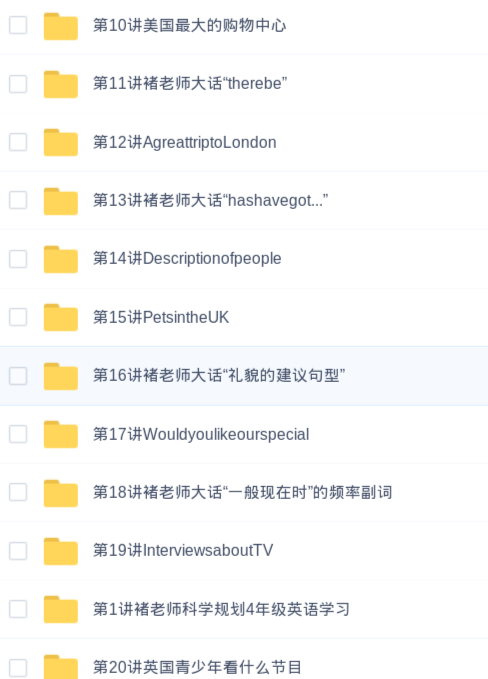 第10讲美国最大的购物中心
第11讲褚老师大话“therebe”
第12讲AgreattriptoLondon
第13讲褚老师大话“hashavegot...”
第14讲Descriptionofpeople
第15讲PetsintheUK
第16讲褚老师大话“礼貌的建议句型”
第17讲Wouldyoulikeourspecial
第18讲褚老师大话“一般现在时”的频率副词
第19讲InterviewsaboutTV
第1讲褚老师科学规划4年级英语学习
第20讲英国青少年看什么节目